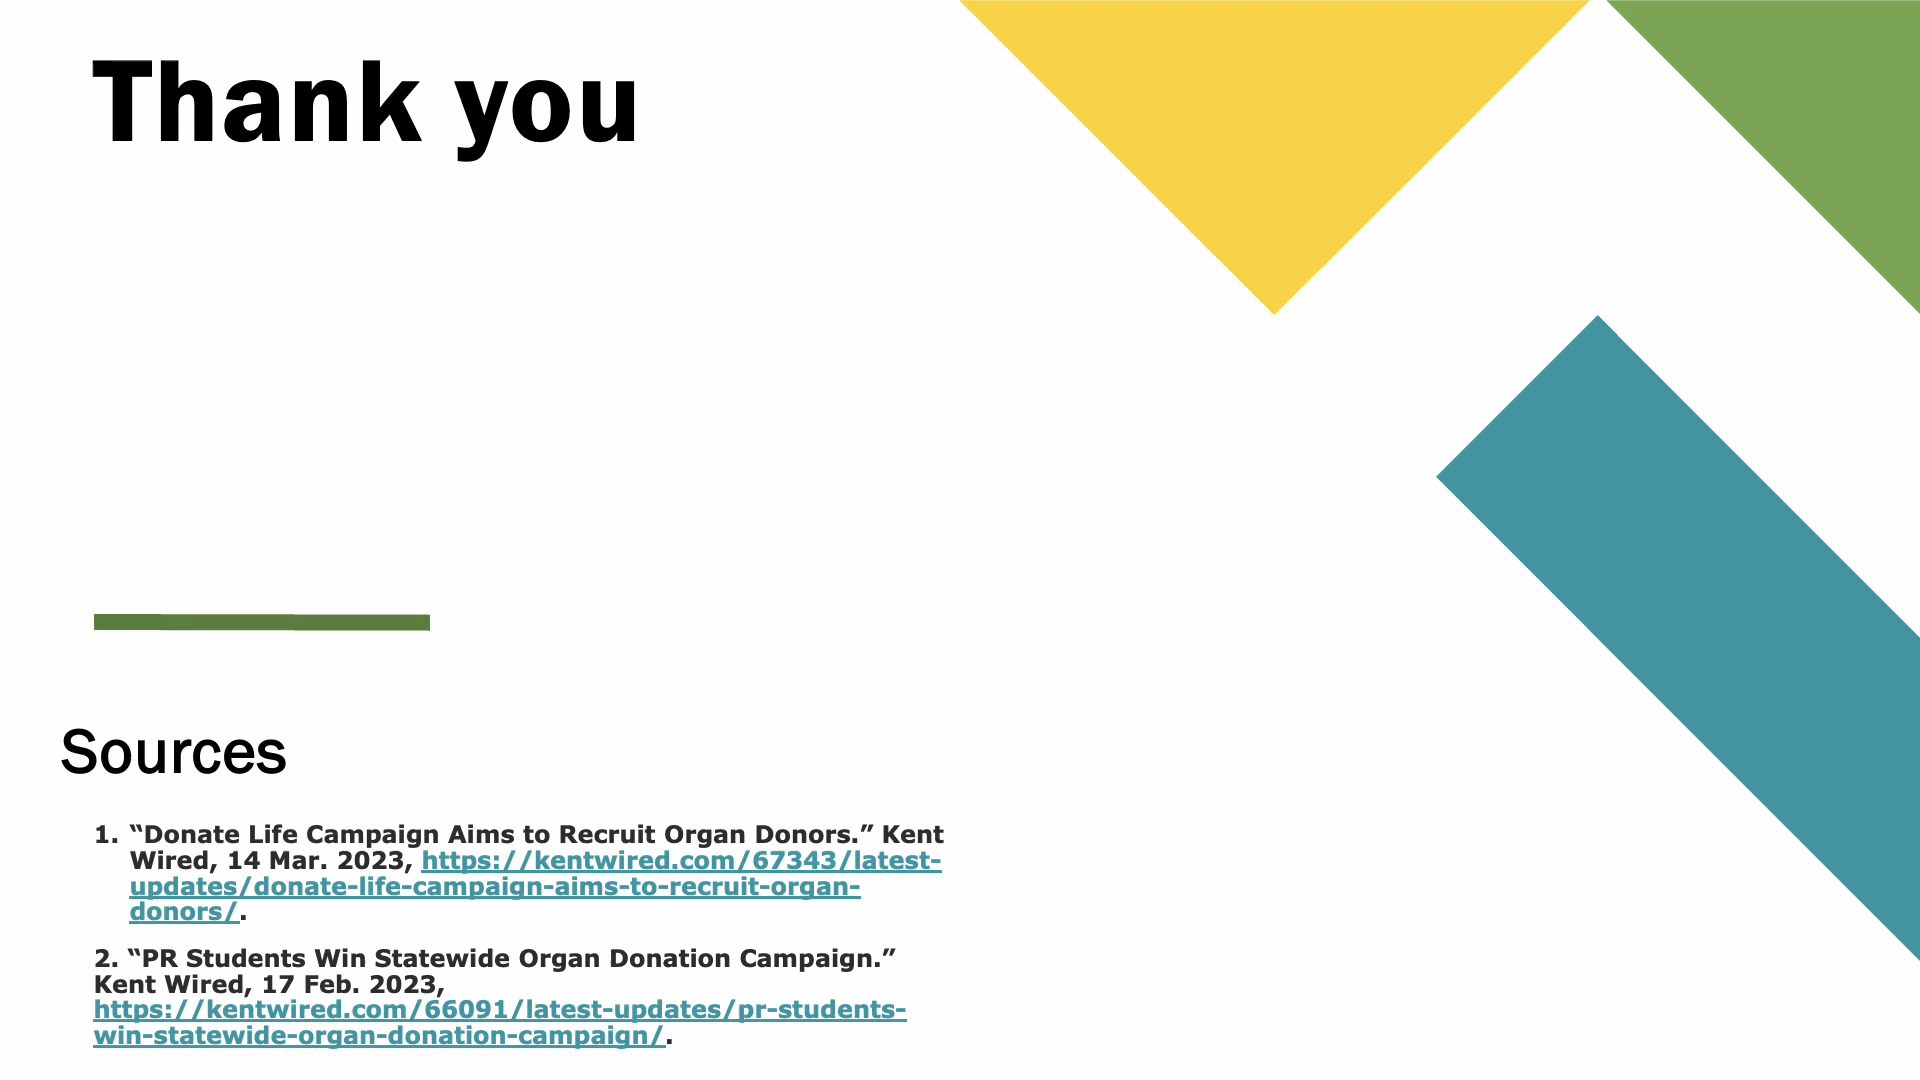 Thank you
Sources
1. “Donate Life Campaign Aims to Recruit Organ Donors.” Kent
Wired, 14 Mar. 2023, https://kentwired.com/67343/latest-
updates/donate-life-campaign-aims-to-recruit-organ-
donors/.
2. “PR Students Win Statewide Organ Donation Campaign.”
Kent Wired, 17 Feb. 2023,
https://kentwired.com/66091/latest-updates/pr-students-
win-statewide-organ-donation-campaign/.